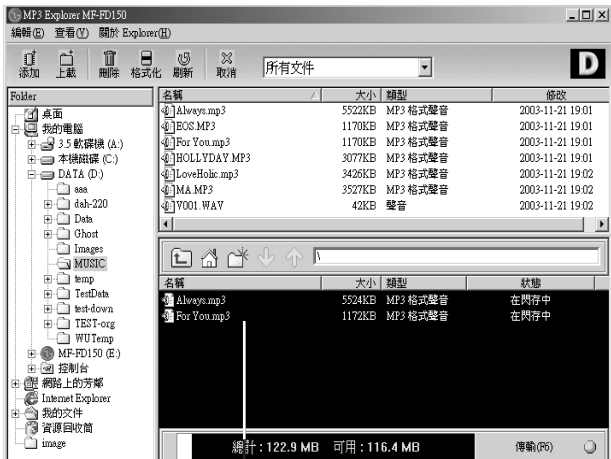 MP3 Explorer MF-FD150
編輯(E) 查看(V) 關於 Explorer(H)
添加 上載 刪除 格式化 刷新 取消 所有文件 D
Folder
桌面
我的電腦
3.5 軟碟機 (A:)
本機磁碟 (C:)
DATA (D:)
aaa
dah-220
Data
Ghost
Images
MUSIC
temp
TestData
test-down
TEST-org
WUTemp
MF-FD150 (E:)
控制台
網路上的芳鄰
Internet Explorer
我的文件
資源回收筒
image
名稱 大小 類型 修改
Always.mp3 5522KB MP3 格式聲音 2003-11-21 19:01
EOS.MP3 1170KB MP3 格式聲音 2003-11-21 19:01
For You.mp3 1170KB MP3 格式聲音 2003-11-21 19:01
HOLLYDAY.MP3 3077KB MP3 格式聲音 2003-11-21 19:01
LoveHolic.mp3 3426KB MP3 格式聲音 2003-11-21 19:02
MA.MP3 3527KB MP3 格式聲音 2003-11-21 19:02
V001.WAV 42KB 聲音 2003-11-21 19:02
\
名稱 大小 類型 狀態
Always.mp3 5524KB MP3 格式聲音 在閃存中
For You.mp3 1172KB MP3 格式聲音 在閃存中
總計 : 122.9 MB 可用 : 116.4 MB 傳輸(F6)